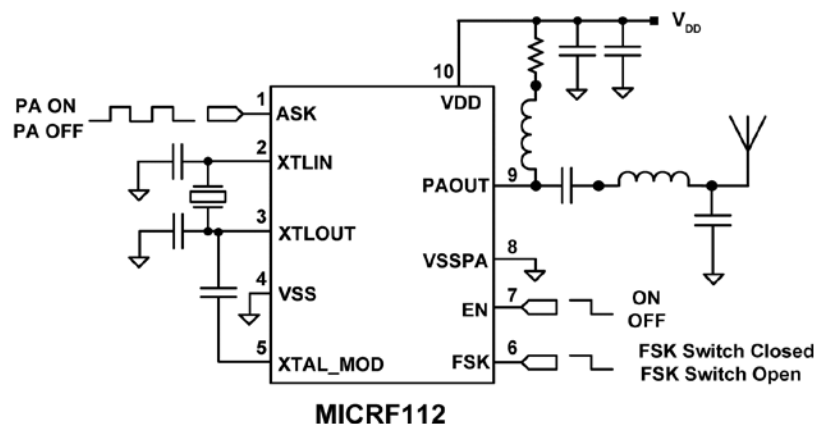 V_DD
10
VDD
PA ON
PA OFF
1
ASK
2
XTLIN
9
PAOUT
3
XTLOUT
8
VSSPA
4
VSS
7
EN
ON
OFF
5
XTAL_MOD
6
FSK
FSK Switch Closed
FSK Switch Open
MICRF112